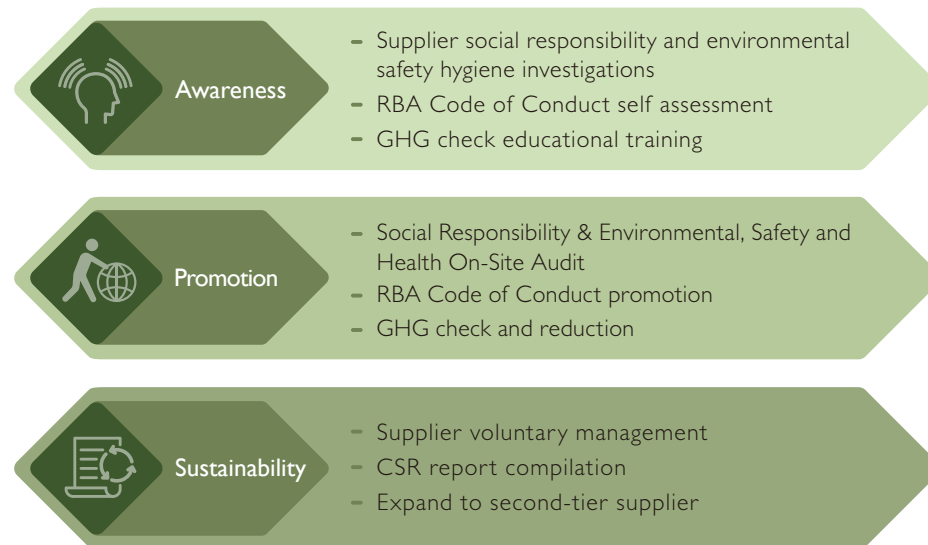 Awareness
- Supplier social responsibility and environmental
safety hygiene investigations
- RBA Code of Conduct self assessment
- GHG check educational training
Promotion
- Social Responsibility & Environmental, Safety and
Health On-Site Audit
- RBA Code of Conduct promotion
- GHG check and reduction
Sustainability
- Supplier voluntary management
- CSR report compilation
- Expand to second-tier supplier